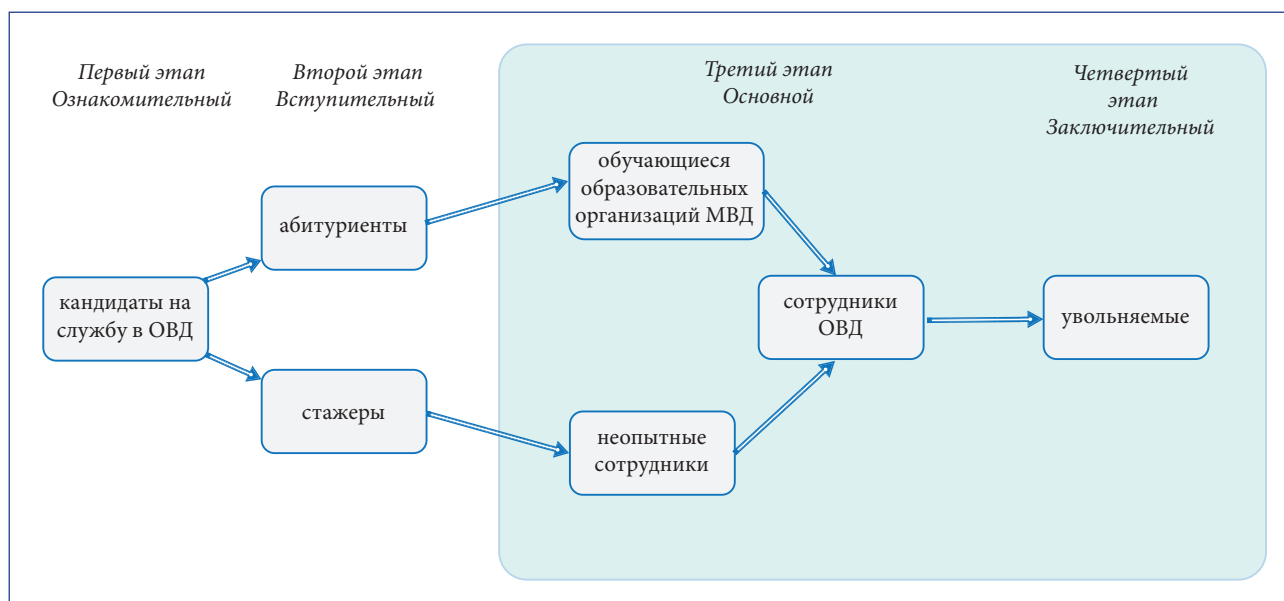 Первый этап
Ознакомительный
Второй этап
Вступительный
Третий этап
Основной
Четвертый
этап
Заключительный
обучающиеся
образовательных
организаций МВД
абитуриенты
кандидаты на
службу в ОВД
сотрудники
ОВД
увольняемые
стажеры
неопытные
сотрудники